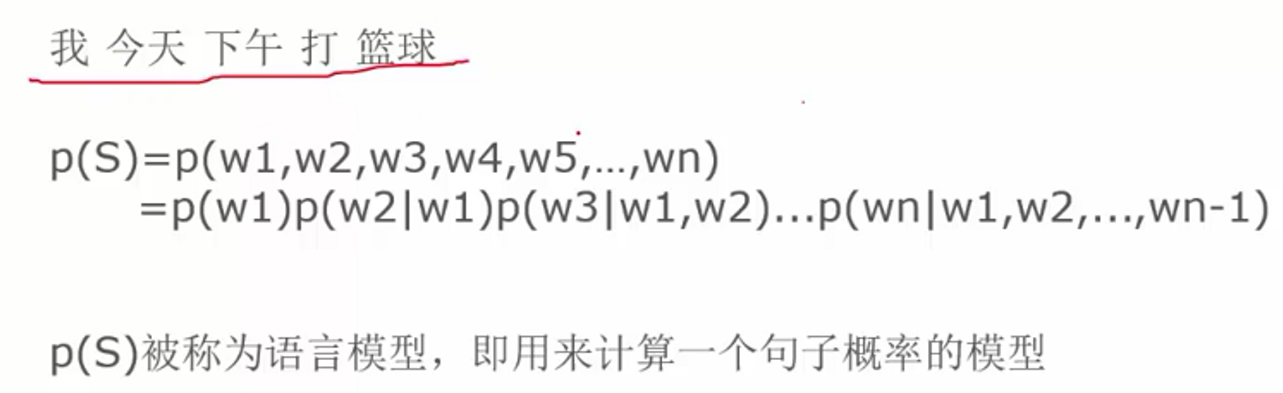 我 今天 下午 打 篮球
p(S)=p(w1,w2,w3,w4,w5,...,wn)
=p(w1)p(w2|w1)p(w3|w1,w2)...p(wn|w1,w2,...,wn-1)
p(S)被称为语言模型，即用来计算一个句子概率的模型